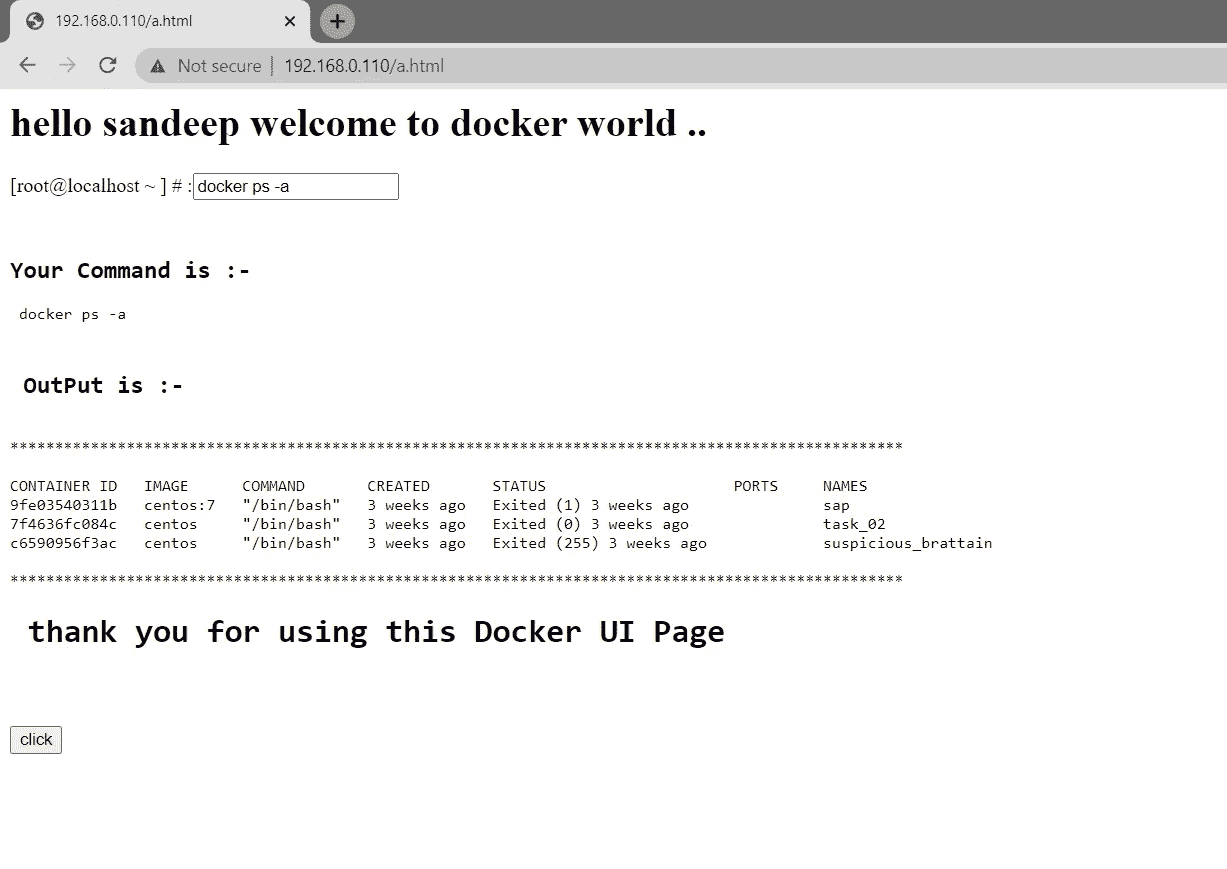 192.168.0.110/a.html
Not secure | 192.168.0.110/a.html
hello sandeep welcome to docker world ..
[root@localhost ~ ] # : docker ps -a
Your Command is :-
docker ps -a
OutPut is :-
****************************************************************************************************
CONTAINER ID   IMAGE      COMMAND       CREATED       STATUS                     PORTS     NAMES
9fe03540311b   centos:7   "/bin/bash"   3 weeks ago   Exited (1) 3 weeks ago               sap
7f4636fc084c   centos     "/bin/bash"   3 weeks ago   Exited (0) 3 weeks ago               task_02
c6590956f3ac   centos     "/bin/bash"   3 weeks ago   Exited (255) 3 weeks ago             suspicious_brattain
****************************************************************************************************
thank you for using this Docker UI Page
click